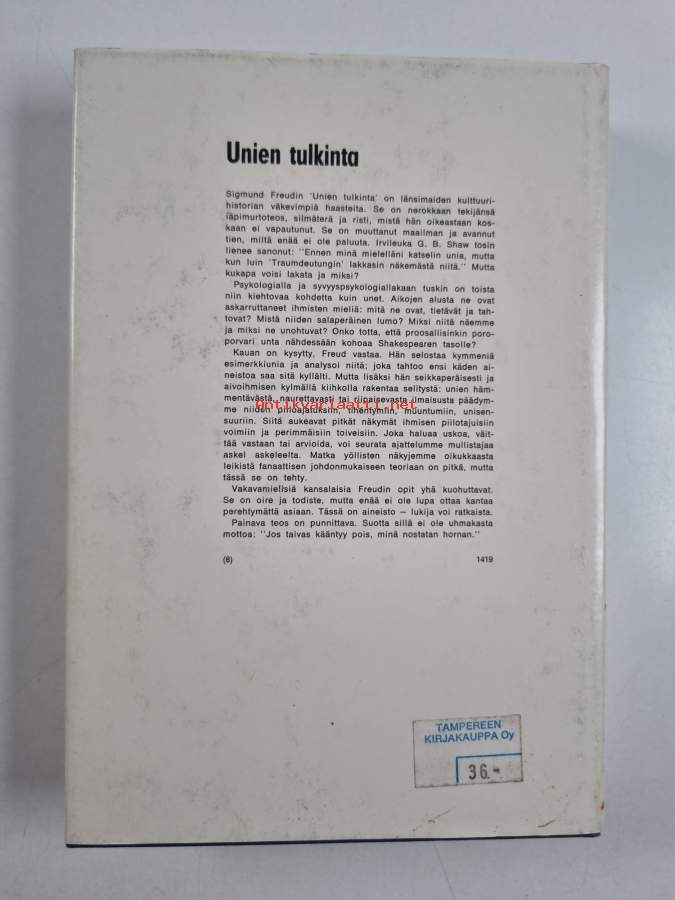 Unien tulkinta
Sigmund Freudin 'Unien tulkinta' on länsimaiden kulttuuri-
historian väkevimpiä haasteita. Se on nerokkaan tekijänsä
läpimurtoteos, silmäterä ja risti, mistä hän oikeastaan kos-
kaan ei vapautunut. Se on muuttanut maailman ja avannut
tien, miltä enää ei ole paluuta. Irvileuka G. B. Shaw tosin
lienee sanonut: "Ennen minä mielelläni katselin unia, mutta
kun luin 'Traumdeutungin' lakkasin näkemästä niitä." Mutta
kukapa voisi lakata ja miksi?
Psykologialla ja syvyyspsykologiallakaan tuskin on toista
niin kiehtovaa kohdetta kuin unet. Aikojen alusta ne ovat
askarruttaneet ihmisten mieliä: mitä ne ovat, tietävät ja tah-
tovat? Mistä niiden salaperäinen lumo? Miksi niitä näemme
ja miksi ne unohtuvat? Onko totta, että proosallisinkin poro-
porvari unta nähdessään kohoaa Shakespearen tasolle?
Kauan on kysytty, Freud vastaa. Hän selostaa kymmeniä
esimerkkiunia ja analysoi niitä; joka tahtoo ensi käden ai-
neistoa saa sitä kyllälti. Mutta lisäksi hän seikkaperäisesti ja
aivoihmisen kylmällä kiihkolla rakentaa selitystä: unien häm-
mentävästä, naurettavasti tai riipaisevasta ilmaisusta päädym-
me niiden piiloajatuksiin, tihentymiin, muuntumiin, unisen-
suuriin. Siitä aukeavat pitkät näkymät ihmisen piilotajuisiin
voimiin ja perimmäisiin toiveisiin. Joka haluaa uskoa, väit-
tää vastaan tai arvioida, voi seurata ajattelumme mullistajaa
askel askeleelta. Matka yöllisten näkyjemme oikukkaasta
leikistä fanaattisen johdonmukaiseen teoriaan on pitkä, mutta
tässä se on tehty.
Vakavamielisiä kansalaisia Freudin opit yhä kuohuttavat.
Se on oire ja todiste, mutta enää ei ole lupa ottaa kantaa
perehtymättä asiaan. Tässä on aineisto – lukija voi ratkaista.
Painava teos on punnittava. Suotta sillä ei ole uhmakasta
mottoa: "Jos taivas kääntyy pois, minä nostatan hornan."
(8) 1419
antikvariaatti.net
TAMPEREEN
KIRJAKAUPPA Oy
36.-